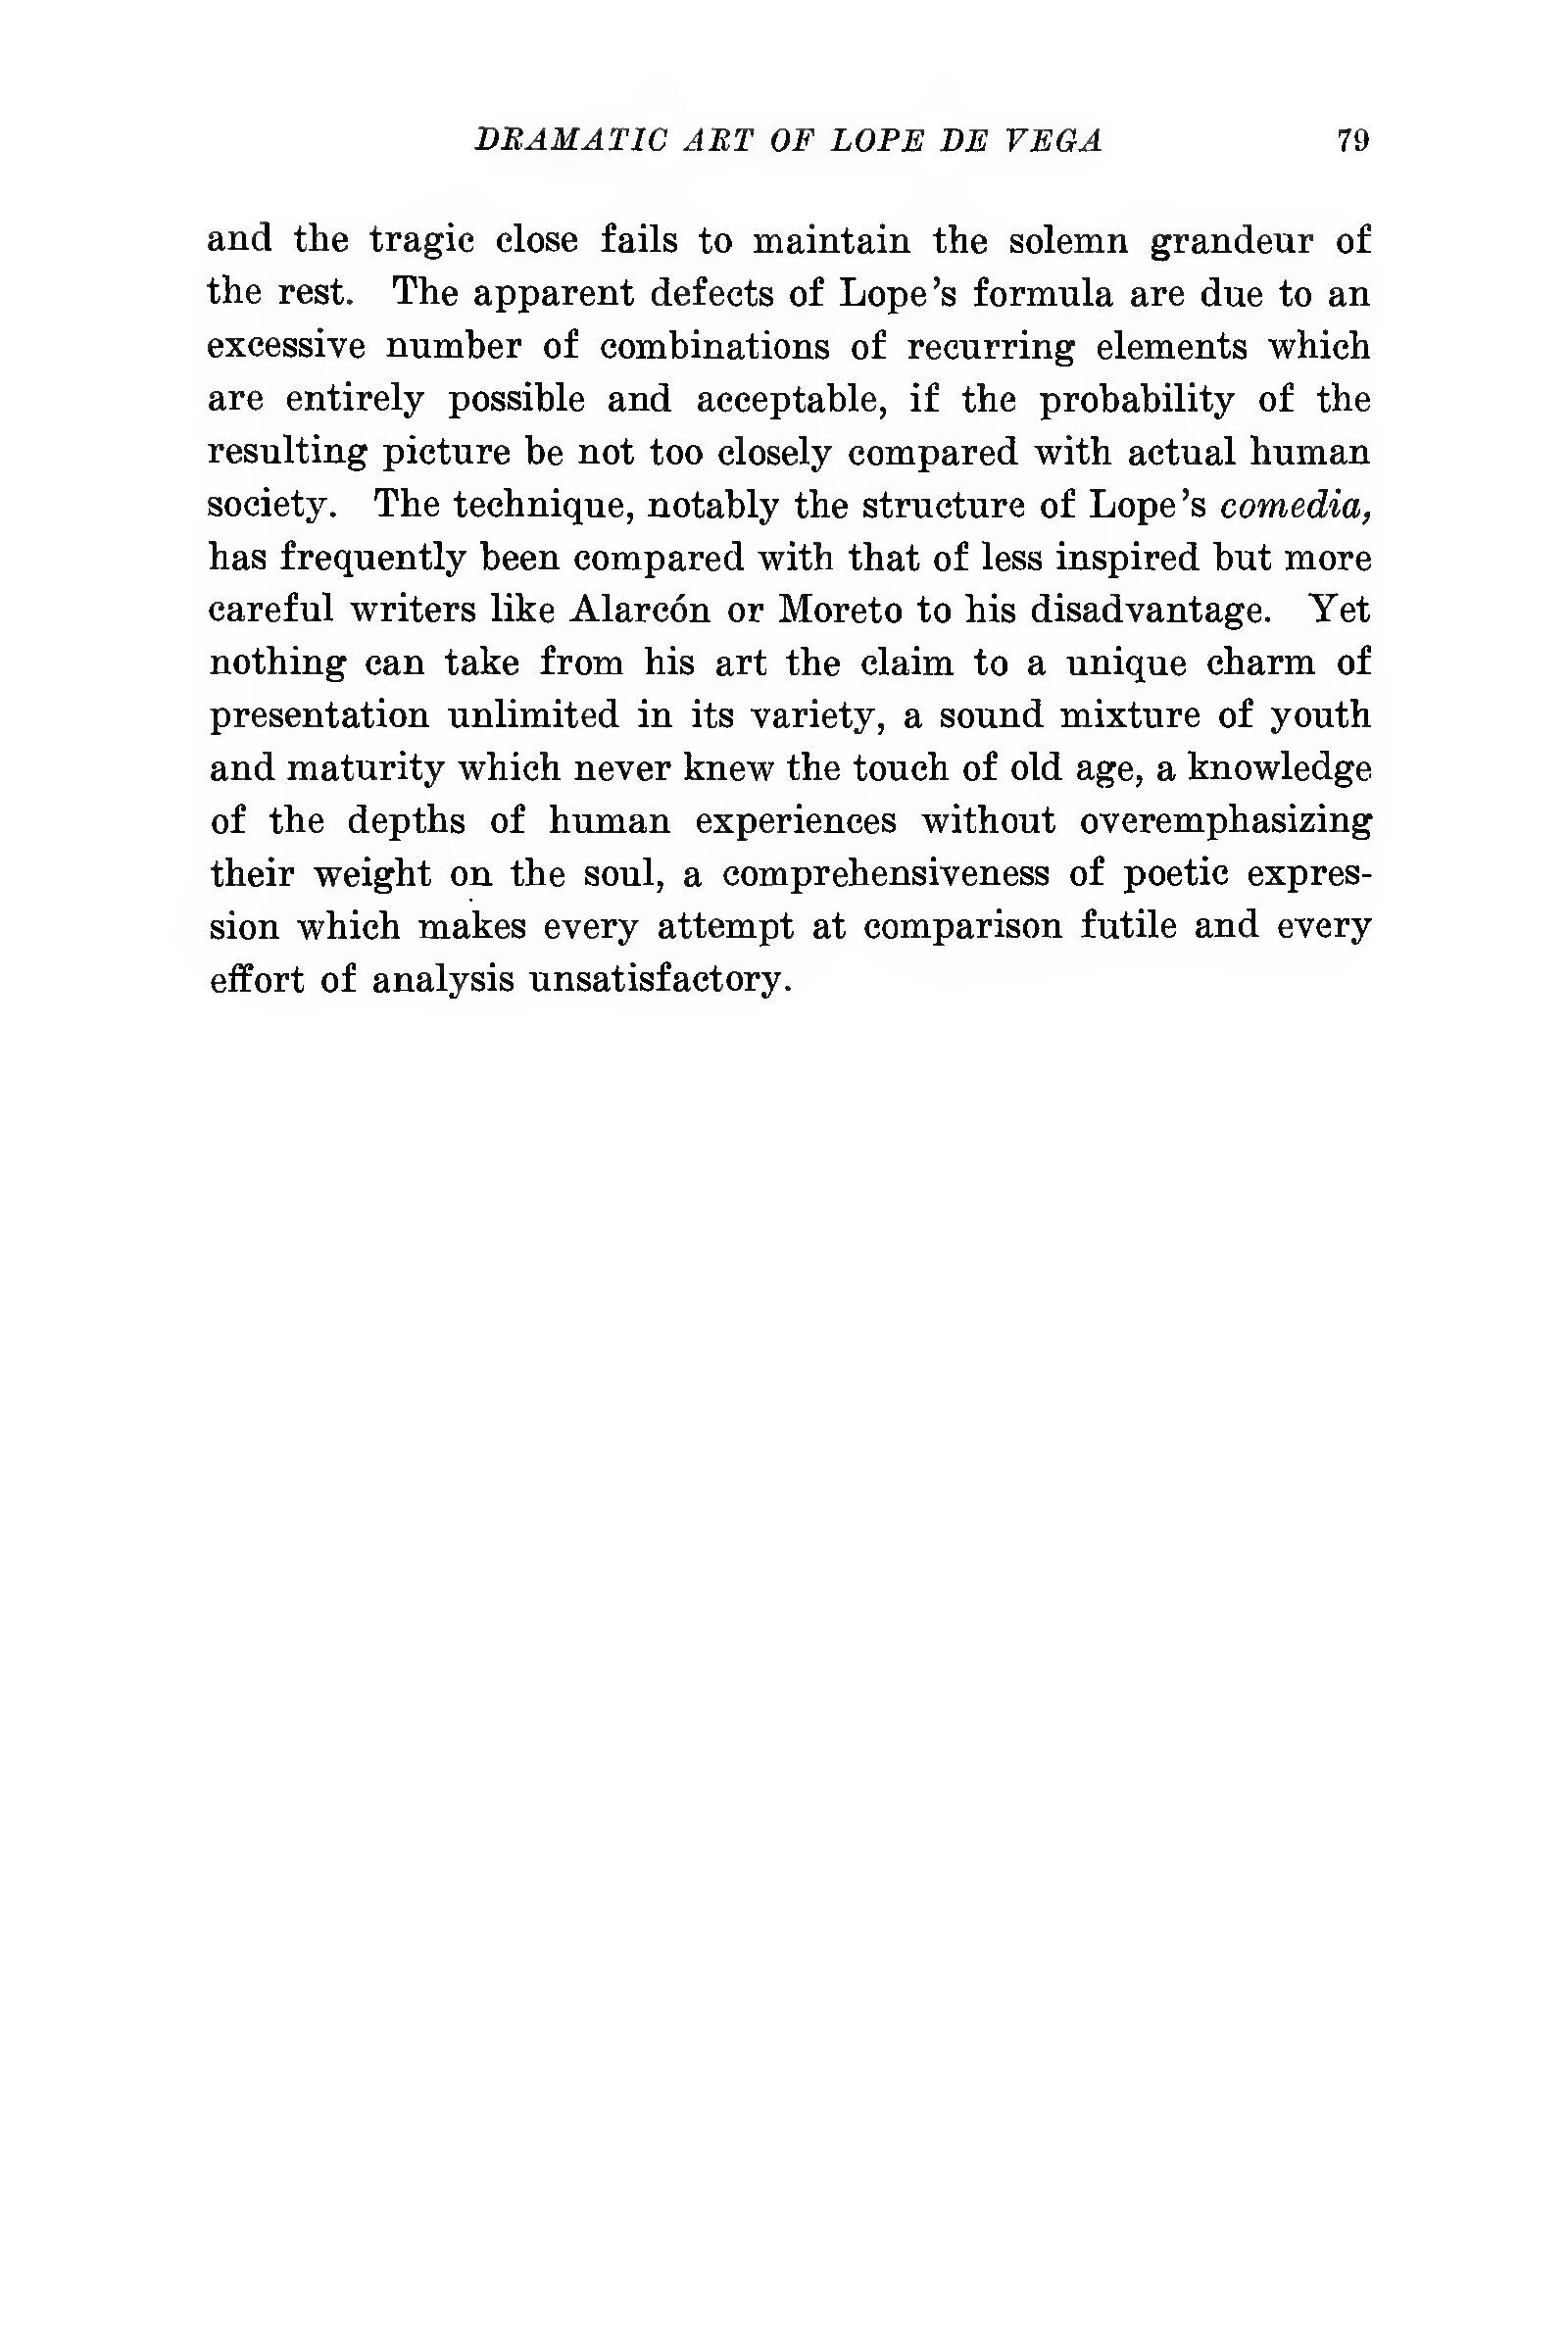 DRAMATIC ART OF LOPE DE VEGA 79
and the tragic close fails to maintain the solemn grandeur of
the rest. The apparent defects of Lope's formula are due to an
excessive number of combinations of recurring elements which
are entirely possible and acceptable, if the probability of the
resulting picture be not too closely compared with actual human
society. The technique, notably the structure of Lope's comedia,
has frequently been compared with that of less inspired but more
careful writers like Alarcón or Moreto to his disadvantage. Yet
nothing can take from his art the claim to a unique charm of
presentation unlimited in its variety, a sound mixture of youth
and maturity which never knew the touch of old age, a knowledge
of the depths of human experiences without overemphasizing
their weight on the soul, a comprehensiveness of poetic expres-
sion which makes every attempt at comparison futile and every
effort of analysis unsatisfactory.